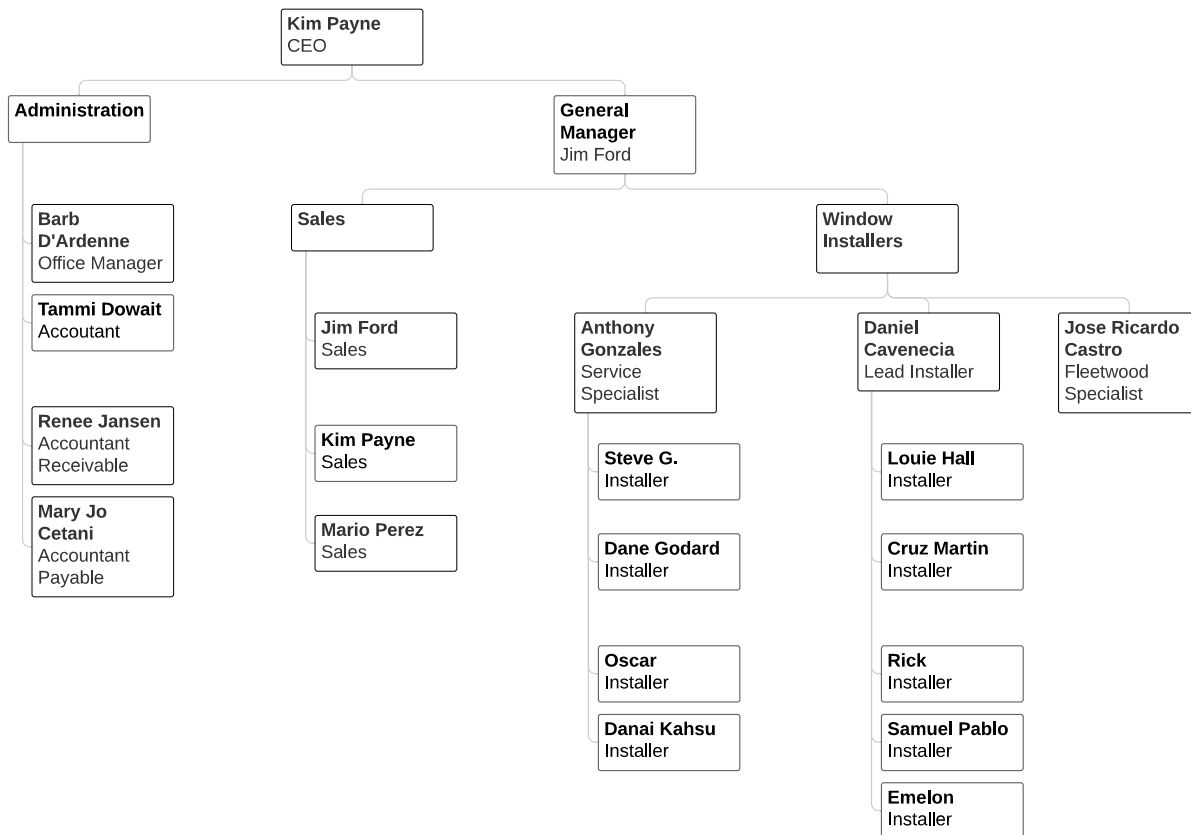 Kim Payne
CEO
Administration
General
Manager
Jim Ford
Barb
D'Ardenne
Office Manager
Tammi Dowait
Accoutant
Renee Jansen
Accountant
Receivable
Mary Jo
Cetani
Accountant
Payable
Sales
Jim Ford
Sales
Kim Payne
Sales
Mario Perez
Sales
Window
Installers
Anthony
Gonzales
Service
Specialist
Steve G.
Installer
Dane Godard
Installer
Oscar
Installer
Danai Kahsu
Installer
Daniel
Cavenecia
Lead Installer
Louie Hall
Installer
Cruz Martin
Installer
Rick
Installer
Samuel Pablo
Installer
Emelon
Installer
Jose Ricardo
Castro
Fleetwood
Specialist